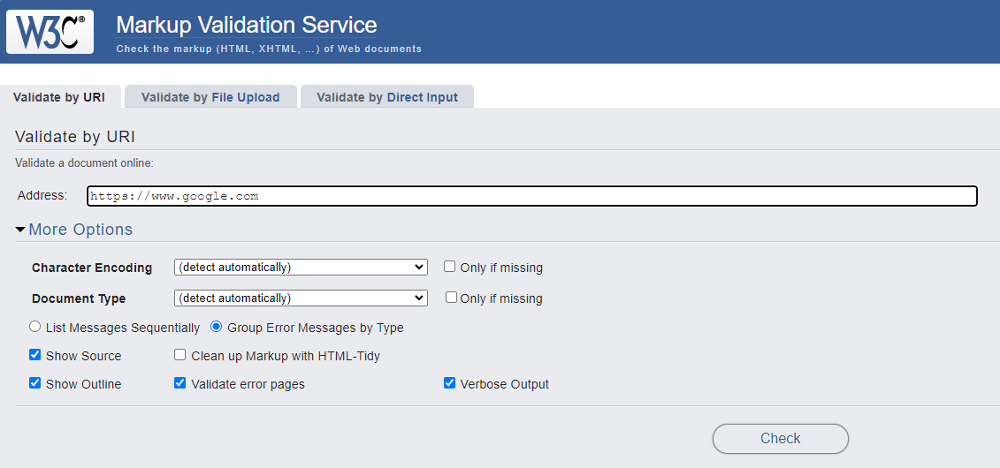 W3C® Markup Validation Service
Check the markup (HTML, XHTML, …) of Web documents
Validate by URI Validate by File Upload Validate by Direct Input
Validate by URI
Validate a document online:
Address: https://www.google.com
More Options
Character Encoding (detect automatically) Only if missing
Document Type (detect automatically) Only if missing
List Messages Sequentially Group Error Messages by Type
Show Source Clean up Markup with HTML-Tidy
Show Outline Validate error pages Verbose Output
Check